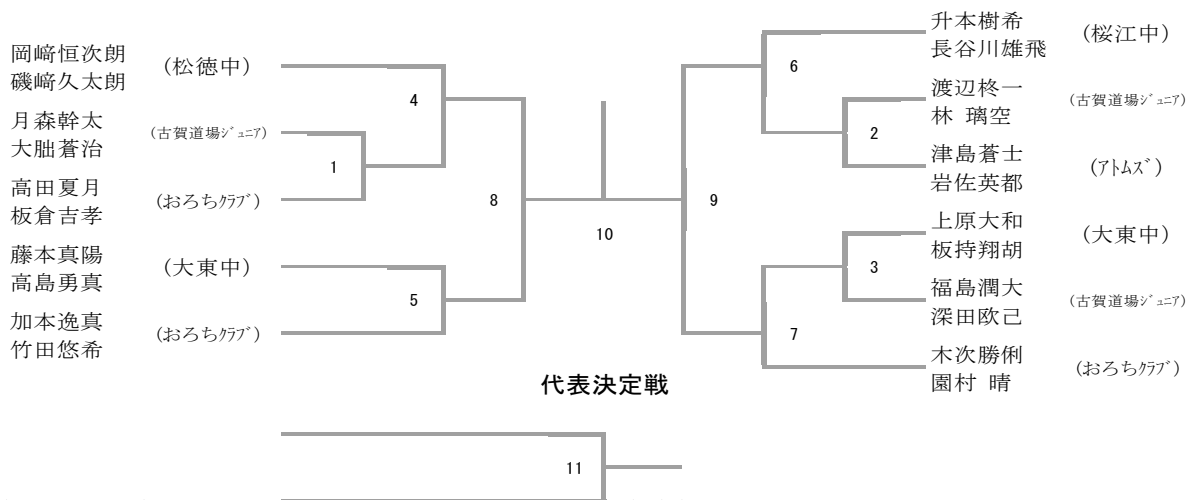 岡﨑恒次朗
磯﨑久太朗
(松徳中)
月森幹太
大朏蒼治
(古賀道場ｼﾞｭﾆｱ)
高田夏月
板倉吉孝
(おろちｸﾗﾌﾞ)
藤本真陽
高島勇真
(大東中)
加本逸真
竹田悠希
(おろちｸﾗﾌﾞ)
1
4
5
8
10
9
6
2
3
7
升本樹希
長谷川雄飛
(桜江中)
渡辺柊一
林 璃空
(古賀道場ｼﾞｭﾆｱ)
津島蒼士
岩佐英都
(ｱﾄﾑｽﾞ)
上原大和
板持翔胡
(大東中)
福島潤大
深田欧己
(古賀道場ｼﾞｭﾆｱ)
木次勝俐
園村 晴
(おろちｸﾗﾌﾞ)
代表決定戦
11